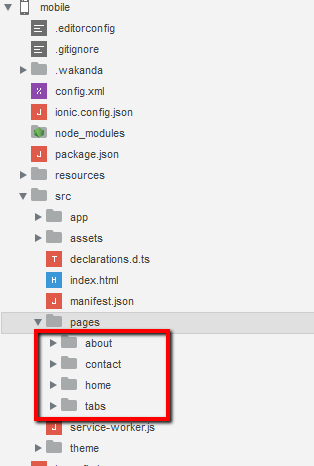 mobile
.editorconfig
.gitignore
.wakanda
config.xml
ionic.config.json
node_modules
package.json
resources
src
app
assets
declarations.d.ts
index.html
manifest.json
pages
about
contact
home
tabs
service-worker.js
theme